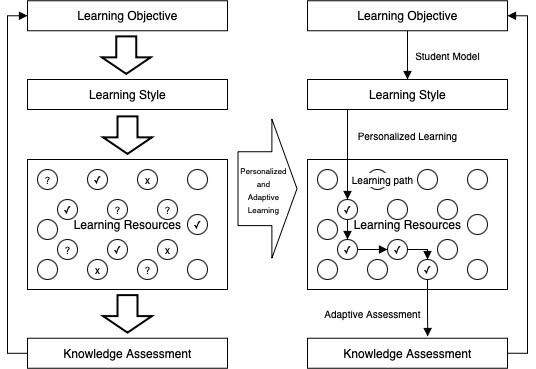 Learning Objective
Learning Style
? ✓ x
✓ ? ?
Learning Resources ✓
? ✓ x
x ?
Knowledge Assessment
Personalized
and
Adaptive
Learning
Learning Objective
Student Model
Learning Style
Personalized Learning
Learning path
✓
Learning Resources
✓ ✓
✓
Adaptive Assessment
Knowledge Assessment